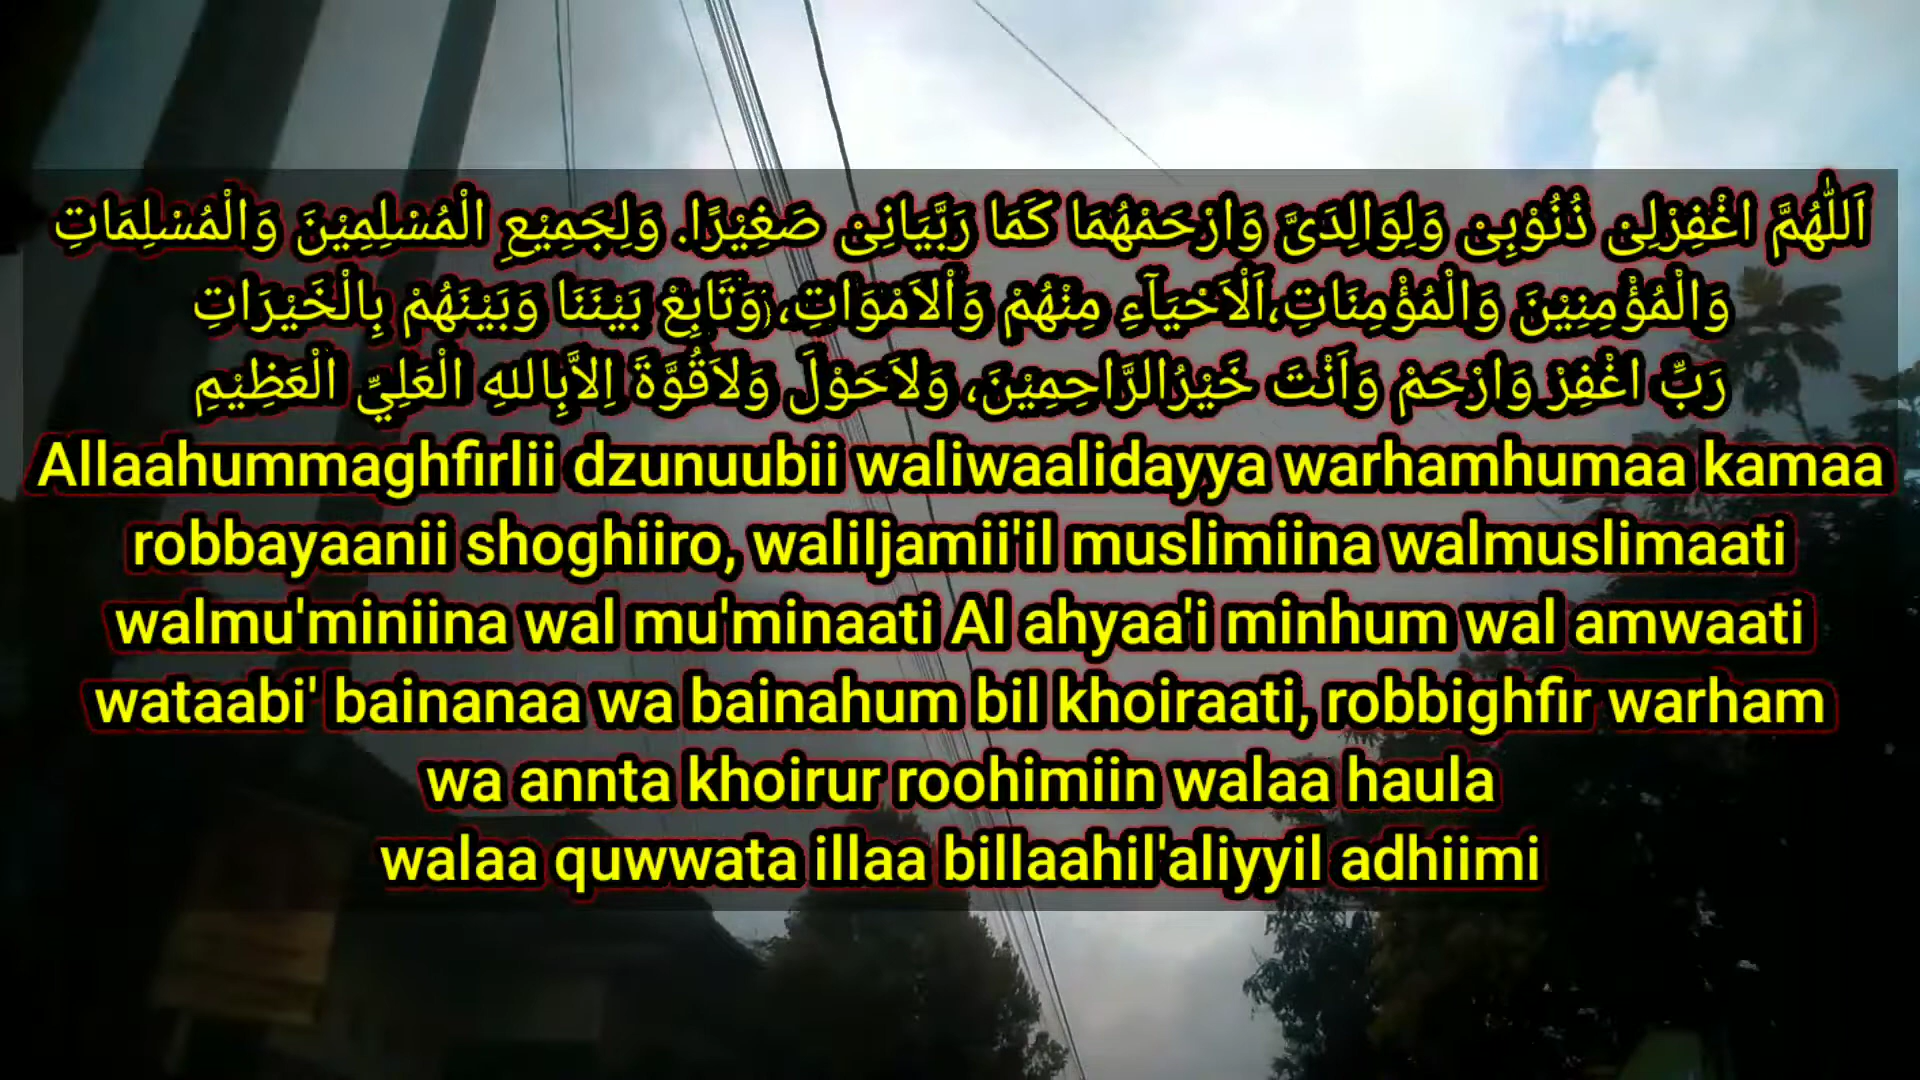 اَللّٰهُمَّ اغْفِرْلِىْ ذُنُوْبِىْ وَلِوَالِدَىَّ وَارْحَمْهُمَا كَمَا رَبَّيَانِىْ صَغِيْرًا. وَلِجَمِيْعِ الْمُسْلِمِيْنَ وَالْمُسْلِمَاتِ
وَالْمُؤْمِنِيْنَ وَالْمُؤْمِنَاتِ،اَلْاَحْيَآءِ مِنْهُمْ وَاْلاَمْوَاتِ،(وَتَابِعْ بَيْنَنَا وَبَيْنَهُمْ بِالْخَيْرَاتِ
رَبِّ اغْفِرْ وَارْحَمْ وَاَنْتَ خَيْرُالرَّاحِمِيْنَ، وَلاَحَوْلَ وَلاَقُوَّةَ اِلاَّبِاللهِ الْعَلِيِّ الْعَظِيْمِ
Allaahummaghfirlii dzunuubii waliwaalidayya warhamhumaa kamaa
robbayaanii shoghiiro, waliljamii'il muslimiina walmuslimaati
walmu'miniina wal mu'minaati Al ahyaa'i minhum wal amwaati
wataabi' bainanaa wa bainahum bil khoiraati, robbighfir warham
wa annta khoirur roohimiin walaa haula
walaa quwwata illaa billaahil'aliyyil adhiimi